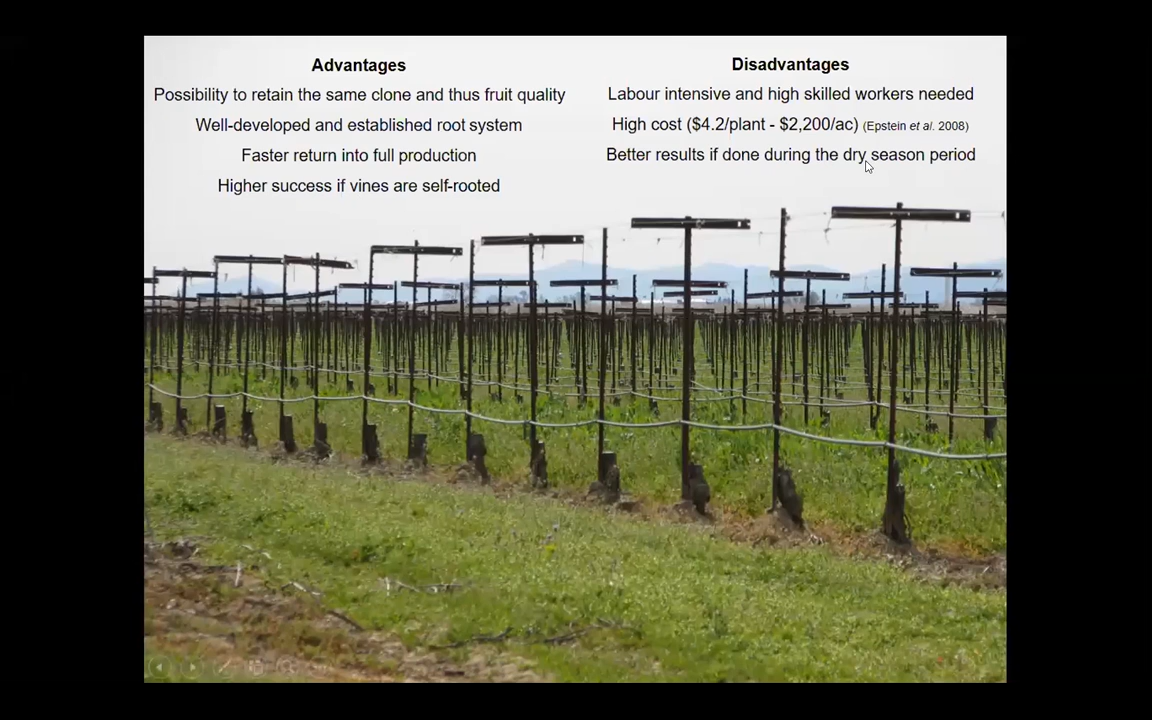 Advantages
Possibility to retain the same clone and thus fruit quality
Well-developed and established root system
Faster return into full production
Higher success if vines are self-rooted
Disadvantages
Labour intensive and high skilled workers needed
High cost ($4.2/plant - $2,200/ac) (Epstein et al. 2008)
Better results if done during the dry season period